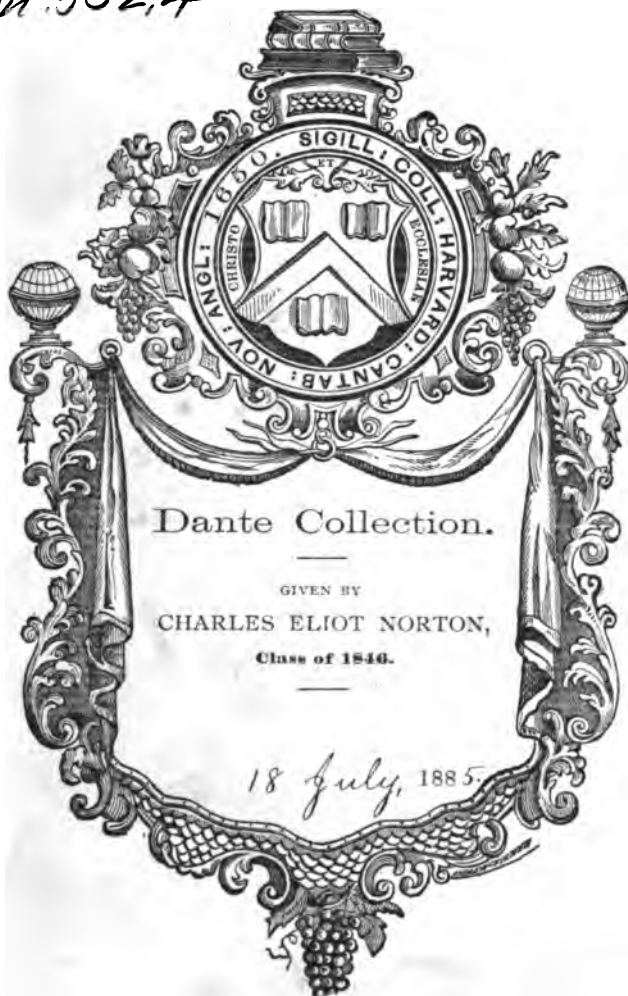 SIGILL: COLL: HARVARD: CANTAB: NOV: ANGL: 1650.
ET
CHRISTO
ECCLESIAE
Dante Collection.
GIVEN BY
CHARLES ELIOT NORTON,
Class of 1846.
18 July, 1885.